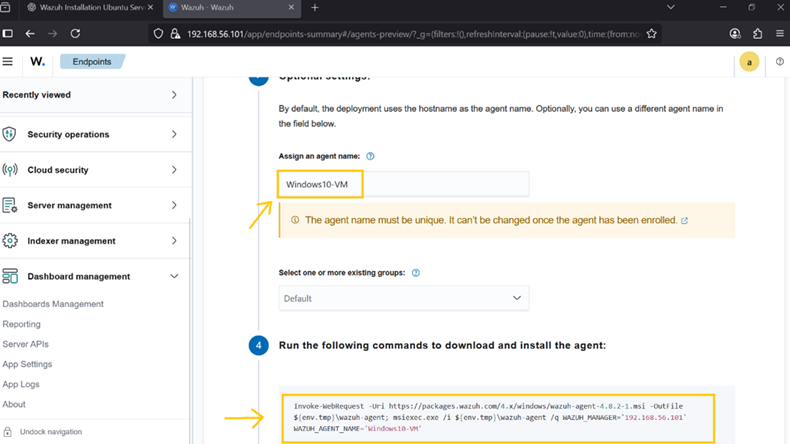 Wazuh Installation Ubuntu Serv
Wazuh - Wazuh
192.168.56.101/app/endpoints-summary#/agents-preview/?_g=(filters:!(),refreshInterval:(pause:!t,value:0),time:(from:now
W.
Endpoints
a
Recently viewed
Security operations
Cloud security
Server management
Indexer management
Dashboard management
Dashboards Management
Reporting
Server APIs
App Settings
App Logs
About
Undock navigation
Optional settings:
By default, the deployment uses the hostname as the agent name. Optionally, you can use a different agent name in
the field below.
Assign an agent name:
Windows10-VM
The agent name must be unique. It can't be changed once the agent has been enrolled.
Select one or more existing groups:
Default
4
Run the following commands to download and install the agent:
Invoke-WebRequest -Uri https://packages.wazuh.com/4.x/windows/wazuh-agent-4.8.2-1.msi -OutFile
${env.tmp}\wazuh-agent; msiexec.exe /i ${env.tmp}\wazuh-agent /q WAZUH_MANAGER='192.168.56.101'
WAZUH_AGENT_NAME='Windows10-VM'